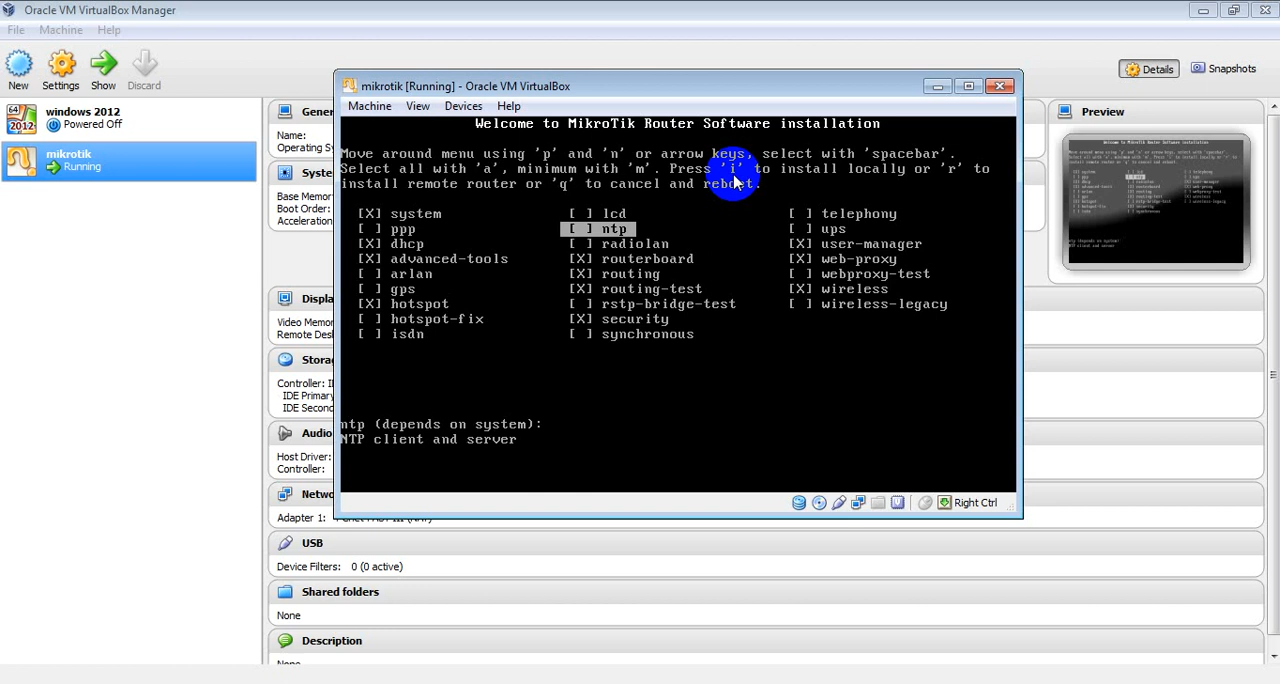 Oracle VM VirtualBox Manager
File Machine Help
New Settings Show Discard
Details Snapshots
64
2012
windows 2012
Powered Off
mikrotik
Running
Gener
Name:
Operating Sy
Syste
Base Memor
Boot Order:
Acceleration
Displa
Video Memor
Remote Desk
Storag
Controller: I
IDE Primary
IDE Second
Audio
Host Driver:
Controller:
Netwo
Adapter 1:
USB
Device Filters: 0 (0 active)
Shared folders
None
Description
Preview
mikrotik [Running] - Oracle VM VirtualBox
Machine View Devices Help
Welcome to MikroTik Router Software installation
Move around menu using 'p' and 'n' or arrow keys, select with 'spacebar'.
Select all with 'a', minimum with 'm'. Press 'i' to install locally or 'r' to
install remote router or 'q' to cancel and reboot.
[X] system [ ] lcd [ ] telephony
[ ] ppp [ ] ntp [ ] ups
[X] dhcp [ ] radiolan [X] user-manager
[X] advanced-tools [X] routerboard [X] web-proxy
[ ] arlan [X] routing [ ] webproxy-test
[ ] gps [X] routing-test [X] wireless
[X] hotspot [ ] rstp-bridge-test [ ] wireless-legacy
[ ] hotspot-fix [X] security
[ ] isdn [ ] synchronous
ntp (depends on system):
NTP client and server
Right Ctrl